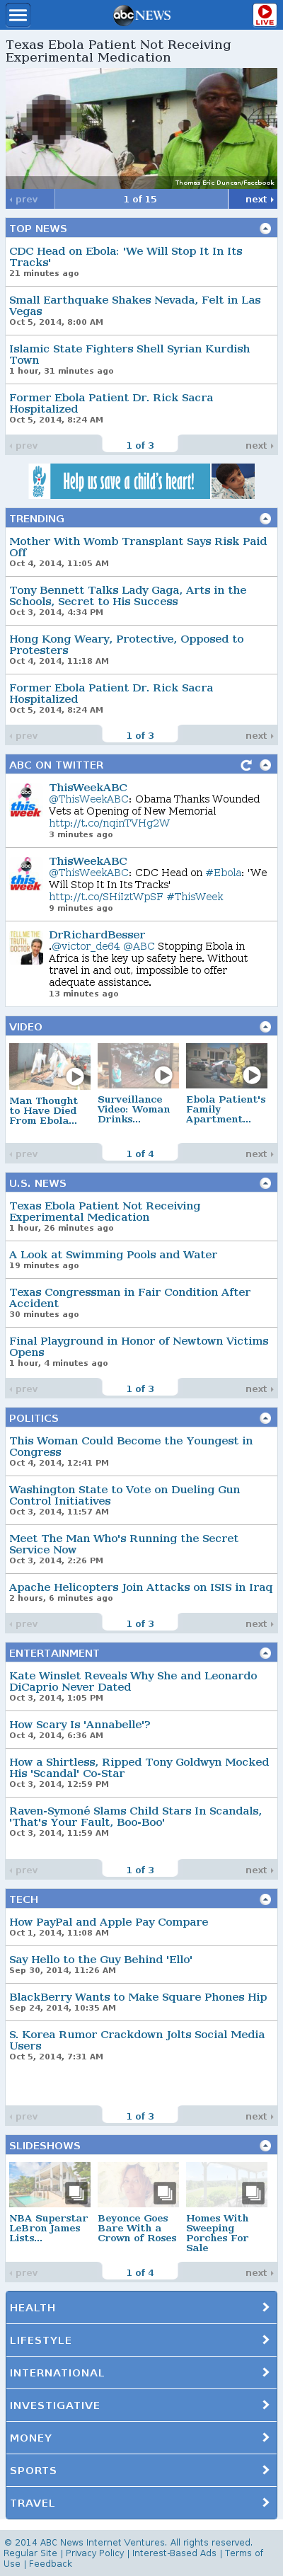 abc NEWS
LIVE
Texas Ebola Patient Not Receiving
Experimental Medication
Thomas Eric Duncan/Facebook
‹ prev
1 of 15
next ›
TOP NEWS
CDC Head on Ebola: 'We Will Stop It In Its
Tracks'
21 minutes ago
Small Earthquake Shakes Nevada, Felt in Las
Vegas
Oct 5, 2014, 8:00 AM
Islamic State Fighters Shell Syrian Kurdish
Town
1 hour, 31 minutes ago
Former Ebola Patient Dr. Rick Sacra
Hospitalized
Oct 5, 2014, 8:24 AM
‹ prev
1 of 3
next ›
Help us save a child's heart!
TRENDING
Mother With Womb Transplant Says Risk Paid
Off
Oct 4, 2014, 11:05 AM
Tony Bennett Talks Lady Gaga, Arts in the
Schools, Secret to His Success
Oct 3, 2014, 4:34 PM
Hong Kong Weary, Protective, Opposed to
Protesters
Oct 4, 2014, 11:18 AM
Former Ebola Patient Dr. Rick Sacra
Hospitalized
Oct 5, 2014, 8:24 AM
‹ prev
1 of 3
next ›
ABC ON TWITTER
this week
ThisWeekABC
@ThisWeekABC: Obama Thanks Wounded
Vets at Opening of New Memorial
http://t.co/nqinTVHg2W
3 minutes ago
this week
ThisWeekABC
@ThisWeekABC: CDC Head on #Ebola: 'We
Will Stop It In Its Tracks'
http://t.co/SHiIztWpSF #ThisWeek
9 minutes ago
TELL ME THE TRUTH, DOCTOR
DrRichardBesser
.@victor_de64 @ABC Stopping Ebola in
Africa is the key up safety here. Without
travel in and out, impossible to offer
adequate assistance.
13 minutes ago
VIDEO
Man Thought
to Have Died
From Ebola...
Surveillance
Video: Woman
Drinks...
Ebola Patient's
Family
Apartment...
‹ prev
1 of 4
next ›
U.S. NEWS
Texas Ebola Patient Not Receiving
Experimental Medication
1 hour, 26 minutes ago
A Look at Swimming Pools and Water
19 minutes ago
Texas Congressman in Fair Condition After
Accident
30 minutes ago
Final Playground in Honor of Newtown Victims
Opens
1 hour, 4 minutes ago
‹ prev
1 of 3
next ›
POLITICS
This Woman Could Become the Youngest in
Congress
Oct 4, 2014, 12:41 PM
Washington State to Vote on Dueling Gun
Control Initiatives
Oct 3, 2014, 11:57 AM
Meet The Man Who's Running the Secret
Service Now
Oct 3, 2014, 2:26 PM
Apache Helicopters Join Attacks on ISIS in Iraq
2 hours, 6 minutes ago
‹ prev
1 of 3
next ›
ENTERTAINMENT
Kate Winslet Reveals Why She and Leonardo
DiCaprio Never Dated
Oct 3, 2014, 1:05 PM
How Scary Is 'Annabelle'?
Oct 4, 2014, 6:36 AM
How a Shirtless, Ripped Tony Goldwyn Mocked
His 'Scandal' Co-Star
Oct 3, 2014, 12:59 PM
Raven-Symoné Slams Child Stars In Scandals,
'That's Your Fault, Boo-Boo'
Oct 3, 2014, 11:59 AM
‹ prev
1 of 3
next ›
TECH
How PayPal and Apple Pay Compare
Oct 1, 2014, 11:08 AM
Say Hello to the Guy Behind 'Ello'
Sep 30, 2014, 11:26 AM
BlackBerry Wants to Make Square Phones Hip
Sep 24, 2014, 10:35 AM
S. Korea Rumor Crackdown Jolts Social Media
Users
Oct 5, 2014, 7:31 AM
‹ prev
1 of 3
next ›
SLIDESHOWS
NBA Superstar
LeBron James
Lists...
Beyonce Goes
Bare With a
Crown of Roses
Homes With
Sweeping
Porches For
Sale
‹ prev
1 of 4
next ›
HEALTH
LIFESTYLE
INTERNATIONAL
INVESTIGATIVE
MONEY
SPORTS
TRAVEL
© 2014 ABC News Internet Ventures. All rights reserved.
Regular Site | Privacy Policy | Interest-Based Ads | Terms of
Use | Feedback